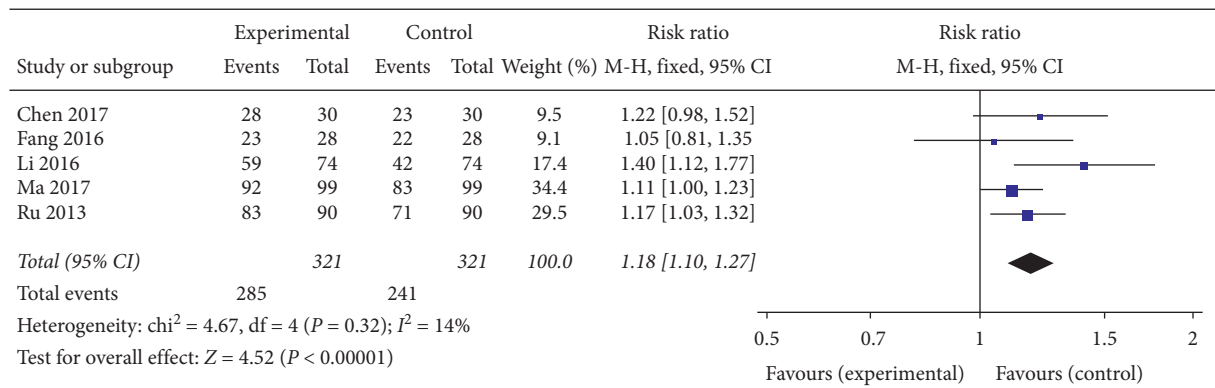 Experimental Control Risk ratio Risk ratio
Study or subgroup Events Total Events Total Weight (%) M-H, fixed, 95% CI M-H, fixed, 95% CI
Chen 2017 28 30 23 30 9.5 1.22 [0.98, 1.52]
Fang 2016 23 28 22 28 9.1 1.05 [0.81, 1.35
Li 2016 59 74 42 74 17.4 1.40 [1.12, 1.77]
Ma 2017 92 99 83 99 34.4 1.11 [1.00, 1.23]
Ru 2013 83 90 71 90 29.5 1.17 [1.03, 1.32]
Total (95% CI) 321 321 100.0 1.18 [1.10, 1.27]
Total events 285 241
Heterogeneity: chi² = 4.67, df = 4 (P = 0.32); I² = 14%
Test for overall effect: Z = 4.52 (P < 0.00001)
0.5 0.7 1 1.5 2
Favours (experimental) Favours (control)